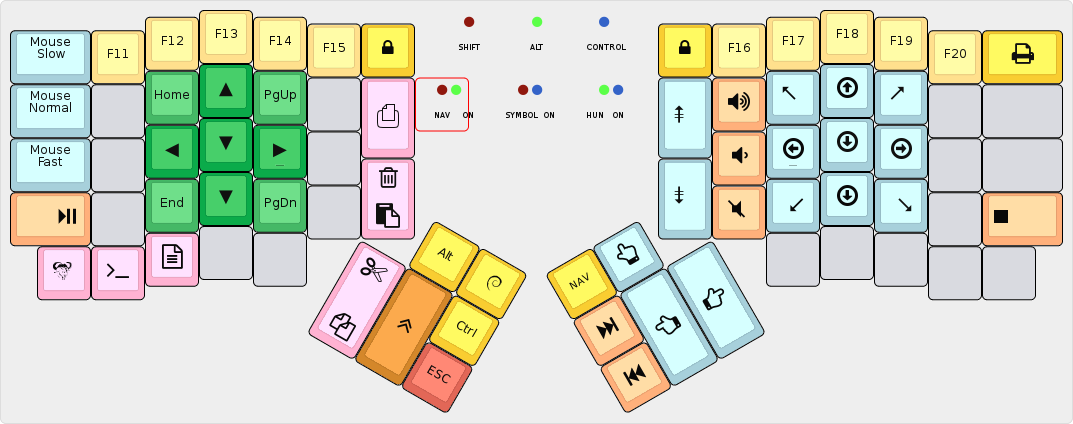 Mouse
Slow
F11
F12
F13
F14
F15
SHIFT
ALT
CONTROL
F16
F17
F18
F19
F20
Mouse
Normal
Home
PgUp
NAV ON
SYMBOL ON
HUN ON
Mouse
Fast
End
PgDn
>_
Alt
Ctrl
ESC
NAV